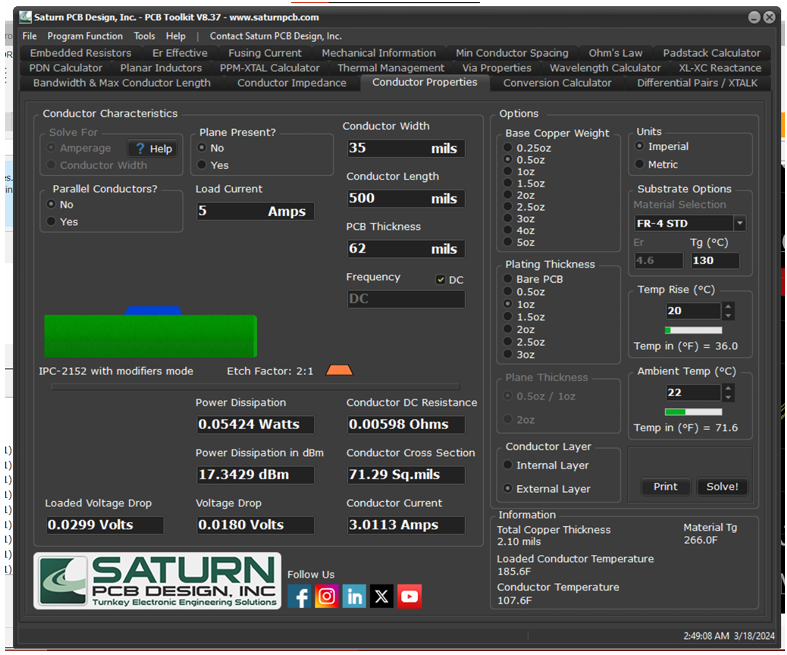 Saturn PCB Design, Inc. - PCB Toolkit V8.37 - www.saturnpcb.com
File Program Function Tools Help | Contact Saturn PCB Design, Inc.
Embedded Resistors Er Effective Fusing Current Mechanical Information Min Conductor Spacing Ohm's Law Padstack Calculator
PDN Calculator Planar Inductors PPM-XTAL Calculator Thermal Management Via Properties Wavelength Calculator XL-XC Reactance
Bandwidth & Max Conductor Length Conductor Impedance Conductor Properties Conversion Calculator Differential Pairs / XTALK
Conductor Characteristics
Solve For
Amperage
Conductor Width
? Help
Plane Present?
No
Yes
Parallel Conductors?
No
Yes
Load Current
5 Amps
Conductor Width
35 mils
Conductor Length
500 mils
PCB Thickness
62 mils
Frequency DC
DC
IPC-2152 with modifiers mode Etch Factor: 2:1
Power Dissipation
0.05424 Watts
Conductor DC Resistance
0.00598 Ohms
Power Dissipation in dBm
17.3429 dBm
Conductor Cross Section
71.29 Sq.mils
Loaded Voltage Drop
0.0299 Volts
Voltage Drop
0.0180 Volts
Conductor Current
3.0113 Amps
Options
Base Copper Weight
0.25oz
0.5oz
1oz
1.5oz
2oz
2.5oz
3oz
4oz
5oz
Plating Thickness
Bare PCB
0.5oz
1oz
1.5oz
2oz
2.5oz
3oz
Plane Thickness
0.5oz / 1oz
2oz
Conductor Layer
Internal Layer
External Layer
Units
Imperial
Metric
Substrate Options
Material Selection
FR-4 STD
Er Tg (°C)
4.6 130
Temp Rise (°C)
20
Temp in (°F) = 36.0
Ambient Temp (°C)
22
Temp in (°F) = 71.6
Print Solve!
Information
Total Copper Thickness
2.10 mils
Material Tg
266.0F
Loaded Conductor Temperature
185.6F
Conductor Temperature
107.6F
SATURN
PCB DESIGN, INC
Turnkey Electronic Engineering Solutions
Follow Us
2:49:08 AM 3/18/2024